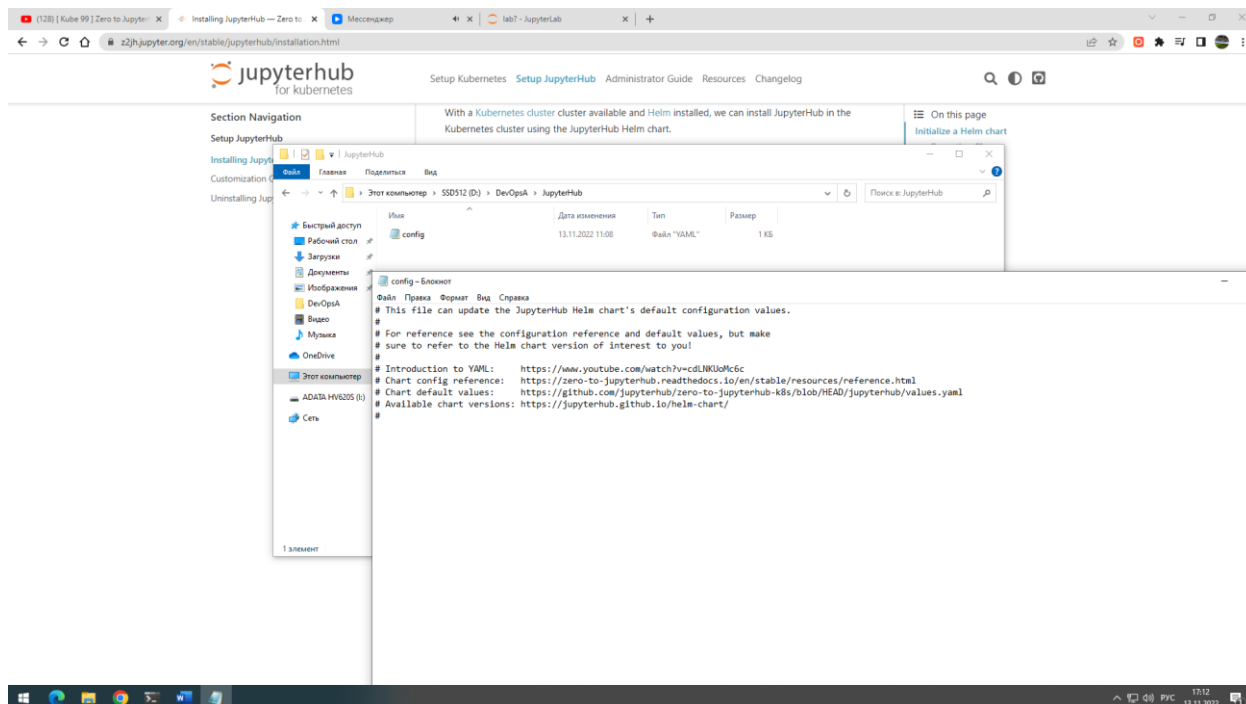 (128) [ Kube 99 ] Zero to Jupyter
Installing JupyterHub — Zero to
Мессенджер
lab7 - JupyterLab
z2jh.jupyter.org/en/stable/jupyterhub/installation.html
jupyterhub
for kubernetes
Setup Kubernetes Setup JupyterHub Administrator Guide Resources Changelog
Section Navigation
Setup JupyterHub
Installing Jupyte
Customization G
Uninstalling Jup
With a Kubernetes cluster cluster available and Helm installed, we can install JupyterHub in the
Kubernetes cluster using the JupyterHub Helm chart.
On this page
Initialize a Helm chart
JupyterHub
Файл Главная Поделиться Вид
Этот компьютер › SSD512 (D:) › DevOpsA › JupyterHub
Поиск в: JupyterHub
Имя Дата изменения Тип Размер
config 13.11.2022 11:08 Файл "YAML" 1 КБ
Быстрый доступ
Рабочий стол
Загрузки
Документы
Изображения
DevOpsA
Видео
Музыка
OneDrive
Этот компьютер
ADATA HV620S (I:)
Сеть
1 элемент
config – Блокнот
Файл Правка Формат Вид Справка
# This file can update the JupyterHub Helm chart's default configuration values.
#
# For reference see the configuration reference and default values, but make
# sure to refer to the Helm chart version of interest to you!
#
# Introduction to YAML: https://www.youtube.com/watch?v=cdLNKUoMc6c
# Chart config reference: https://zero-to-jupyterhub.readthedocs.io/en/stable/resources/reference.html
# Chart default values: https://github.com/jupyterhub/zero-to-jupyterhub-k8s/blob/HEAD/jupyterhub/values.yaml
# Available chart versions: https://jupyterhub.github.io/helm-chart/
#
РУС
17:12
13.11.2022